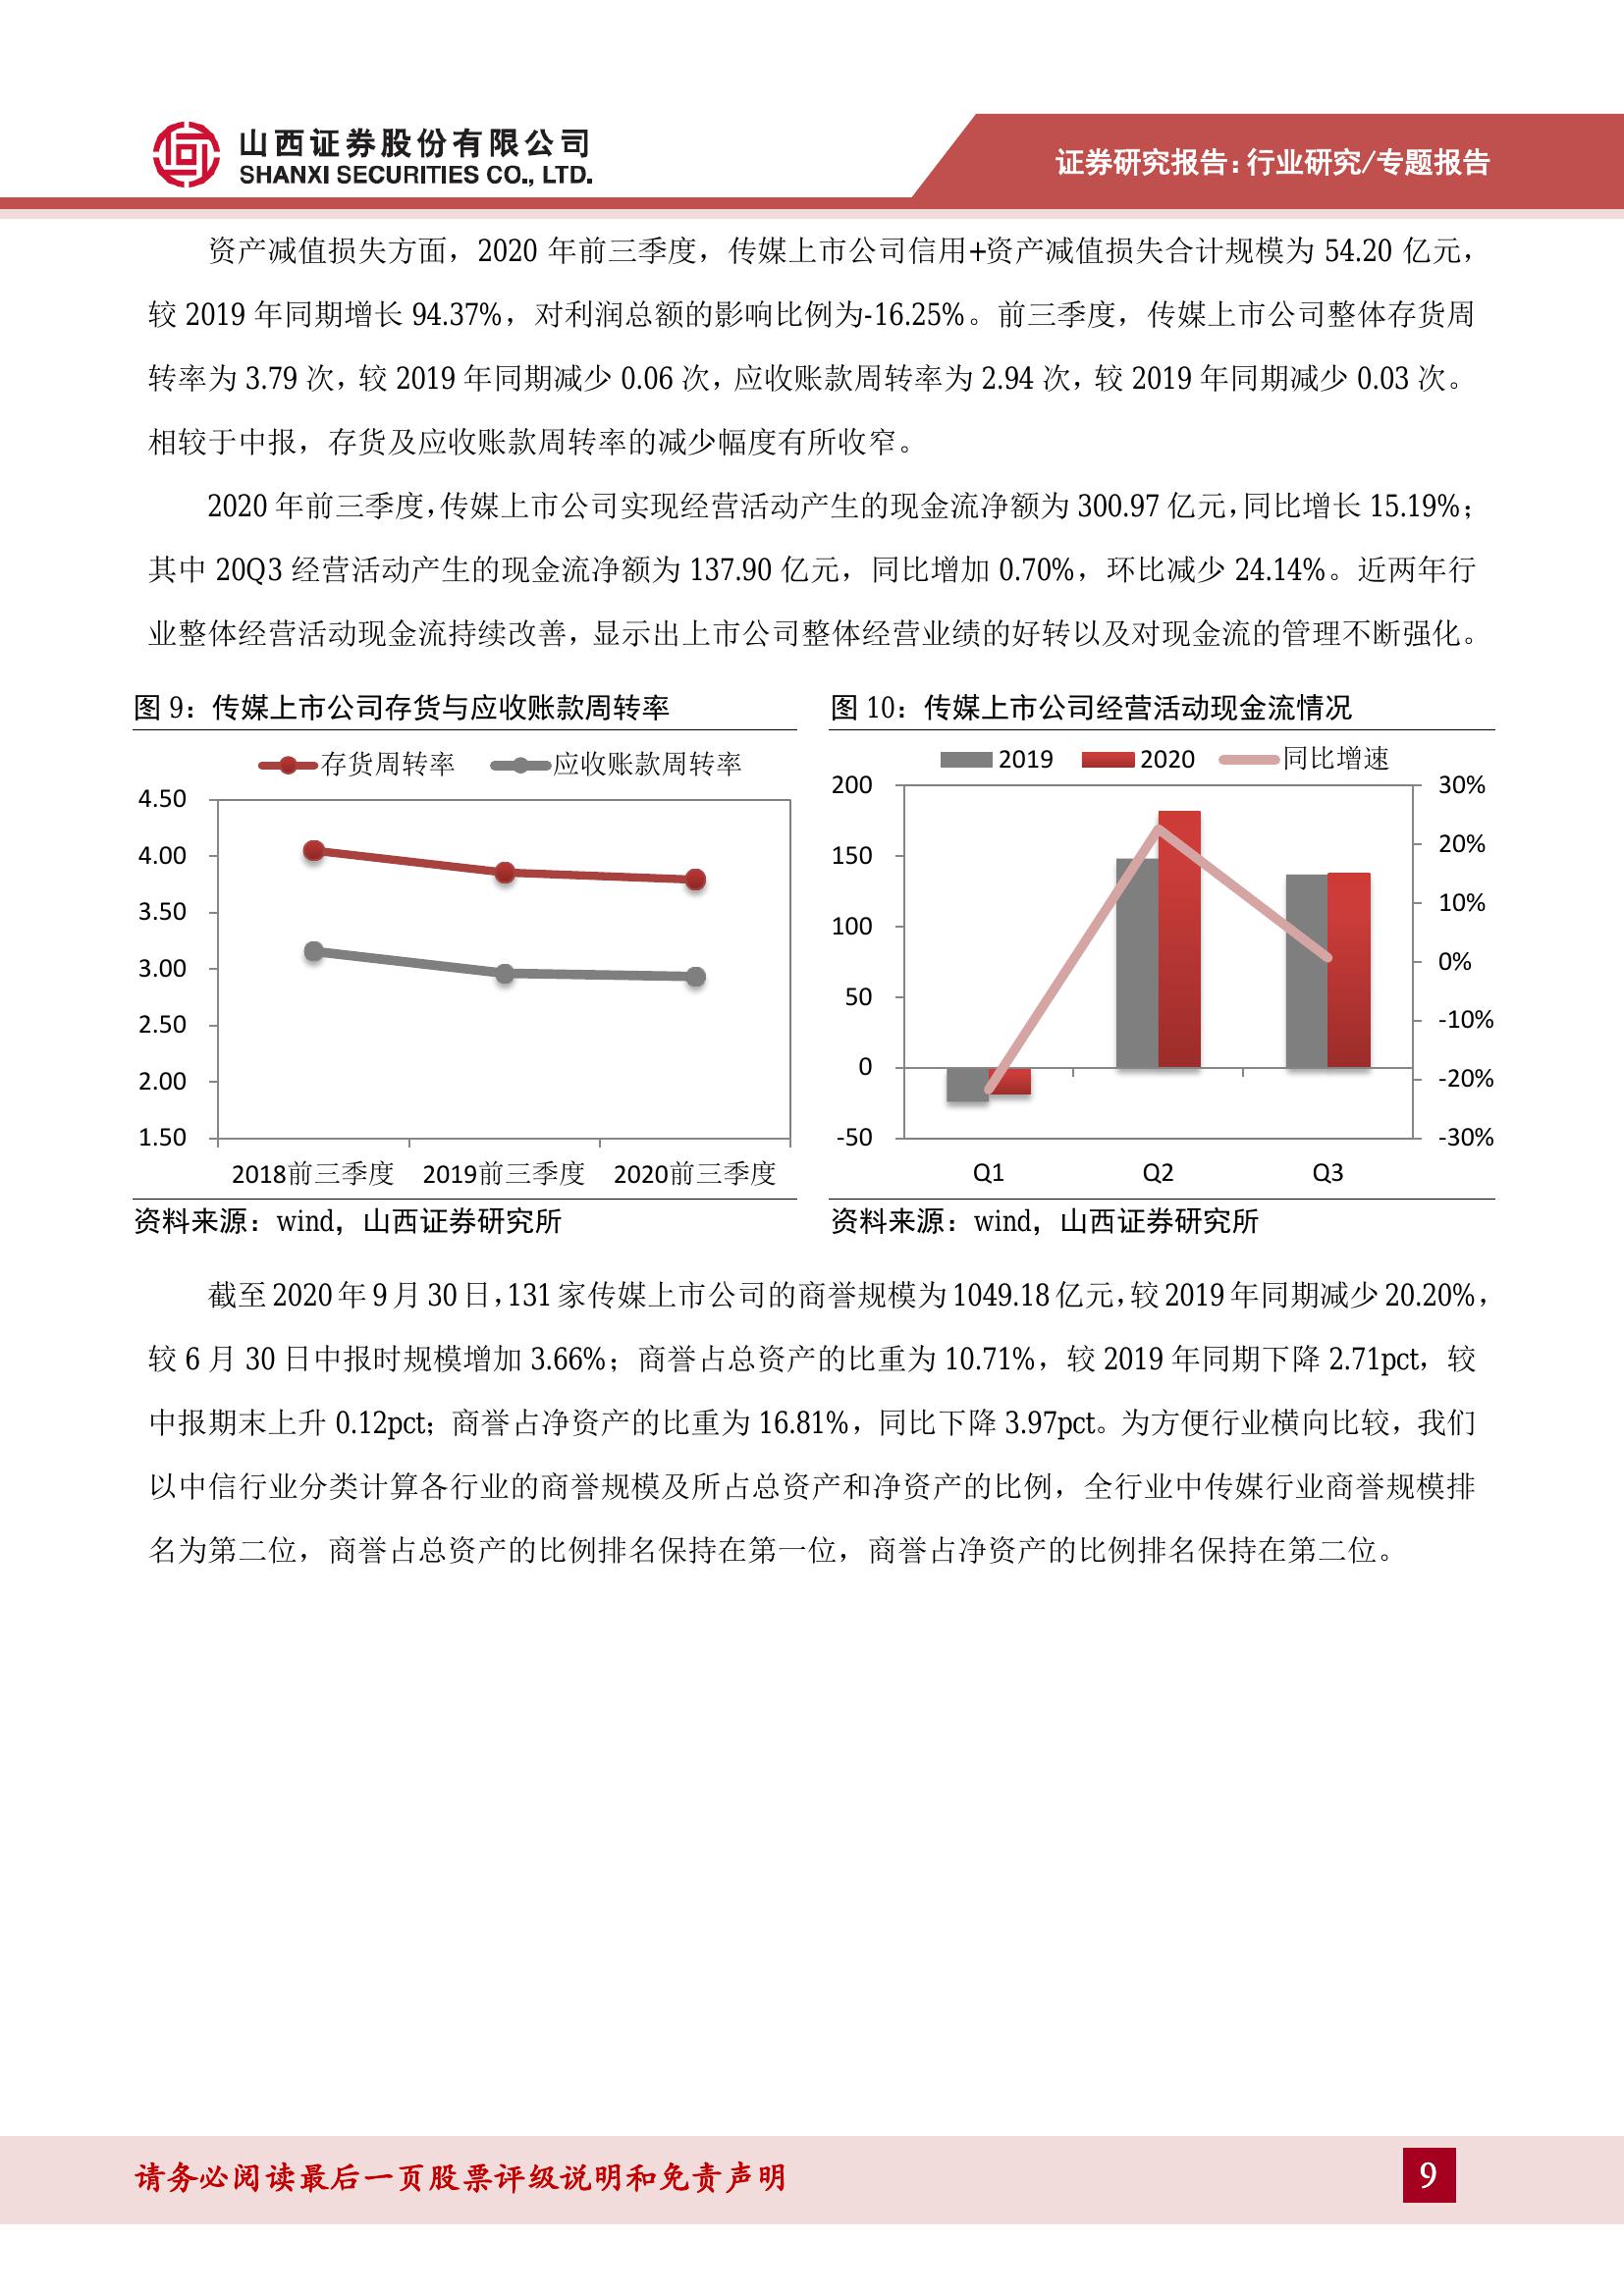 山西证券股份有限公司
SHANXI SECURITIES CO., LTD.
证券研究报告:行业研究/专题报告
资产减值损失方面，2020 年前三季度，传媒上市公司信用+资产减值损失合计规模为 54.20 亿元，
较 2019 年同期增长 94.37%，对利润总额的影响比例为-16.25%。前三季度，传媒上市公司整体存货周
转率为 3.79 次，较 2019 年同期减少 0.06 次，应收账款周转率为 2.94 次，较 2019 年同期减少 0.03 次。
相较于中报，存货及应收账款周转率的减少幅度有所收窄。
2020 年前三季度，传媒上市公司实现经营活动产生的现金流净额为 300.97 亿元，同比增长 15.19%；
其中 20Q3 经营活动产生的现金流净额为 137.90 亿元，同比增加 0.70%，环比减少 24.14%。近两年行
业整体经营活动现金流持续改善，显示出上市公司整体经营业绩的好转以及对现金流的管理不断强化。
图 9：传媒上市公司存货与应收账款周转率
存货周转率 应收账款周转率
4.50
4.00
3.50
3.00
2.50
2.00
1.50
2018前三季度 2019前三季度 2020前三季度
资料来源：wind，山西证券研究所
图 10：传媒上市公司经营活动现金流情况
2019 2020 同比增速
200 30%
150 20%
100 10%
50 0%
0 -10%
-50 -20%
-30%
Q1 Q2 Q3
资料来源：wind，山西证券研究所
截至 2020 年 9 月 30 日，131 家传媒上市公司的商誉规模为 1049.18 亿元，较 2019 年同期减少 20.20%，
较 6 月 30 日中报时规模增加 3.66%；商誉占总资产的比重为 10.71%，较 2019 年同期下降 2.71pct，较
中报期末上升 0.12pct；商誉占净资产的比重为 16.81%，同比下降 3.97pct。为方便行业横向比较，我们
以中信行业分类计算各行业的商誉规模及所占总资产和净资产的比例，全行业中传媒行业商誉规模排
名为第二位，商誉占总资产的比例排名保持在第一位，商誉占净资产的比例排名保持在第二位。
请务必阅读最后一页股票评级说明和免责声明
9